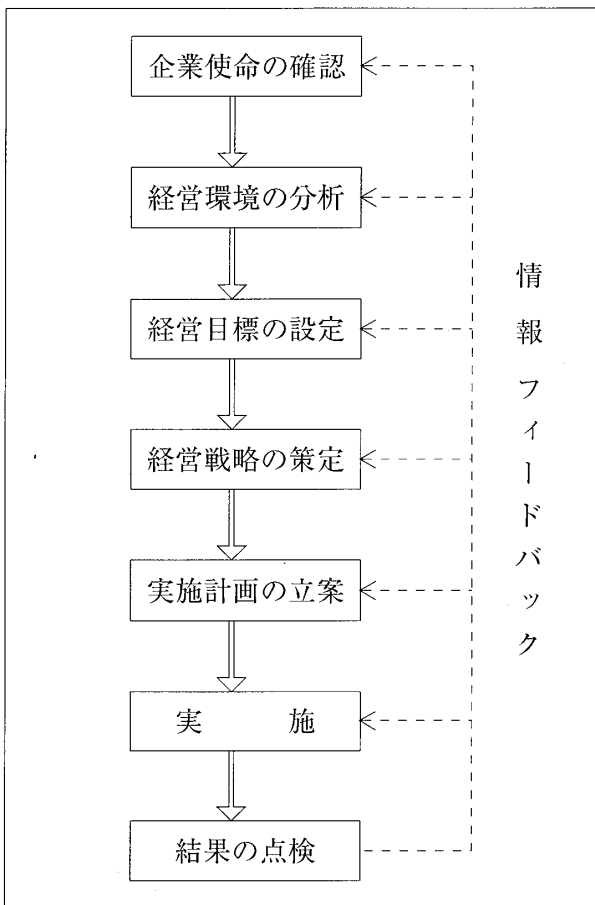 企業使命の確認
経営環境の分析
経営目標の設定
経営戦略の策定
実施計画の立案
実　施
結果の点検
情報フィードバック